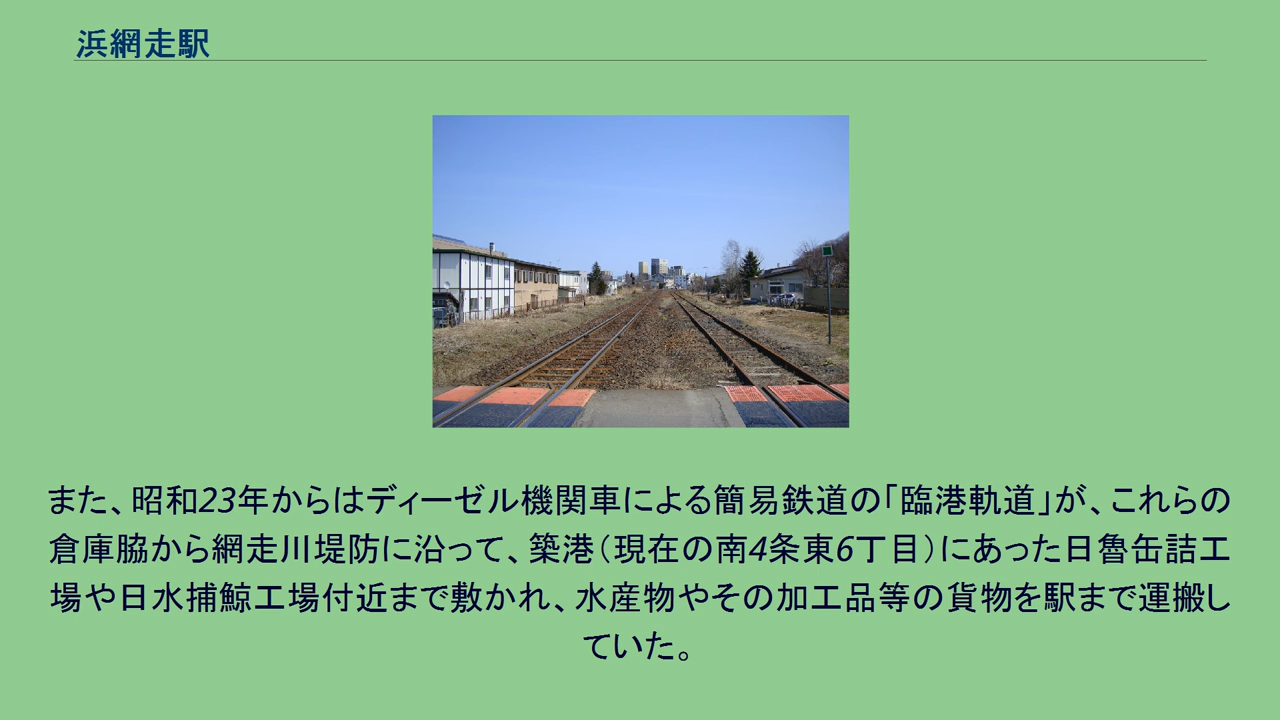 浜網走駅
また、昭和23年からはディーゼル機関車による簡易鉄道の「臨港軌道」が、これらの
倉庫脇から網走川堤防に沿って、築港（現在の南4条東6丁目）にあった日魯缶詰工
場や日水捕鯨工場付近まで敷かれ、水産物やその加工品等の貨物を駅まで運搬し
ていた。